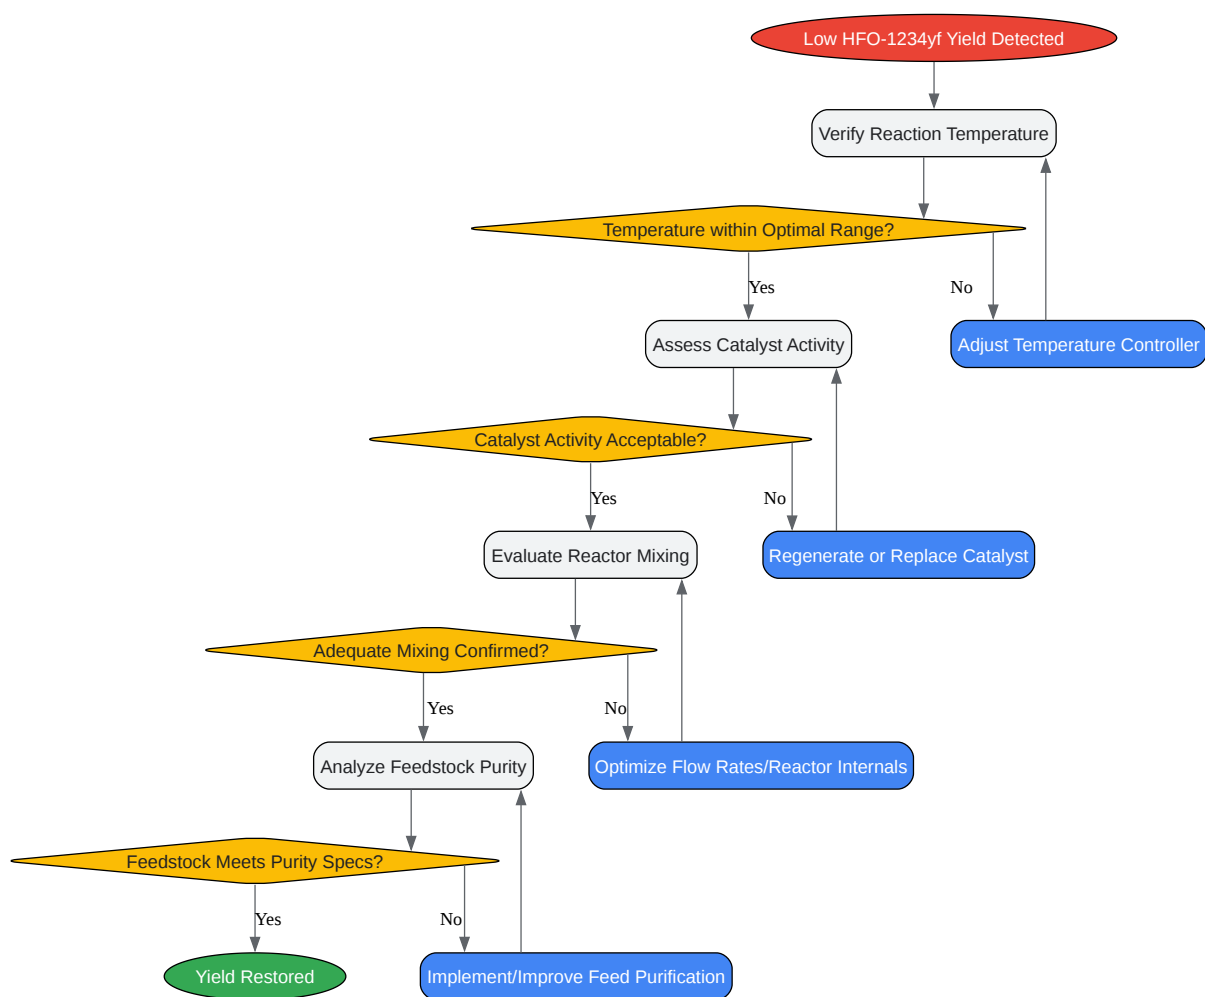 Low HFO-1234yf Yield Detected
Verify Reaction Temperature
Temperature within Optimal Range?
Yes
No
Assess Catalyst Activity
Adjust Temperature Controller
Catalyst Activity Acceptable?
Yes
No
Evaluate Reactor Mixing
Regenerate or Replace Catalyst
Adequate Mixing Confirmed?
Yes
No
Analyze Feedstock Purity
Optimize Flow Rates/Reactor Internals
Feedstock Meets Purity Specs?
Yes
No
Yield Restored
Implement/Improve Feed Purification